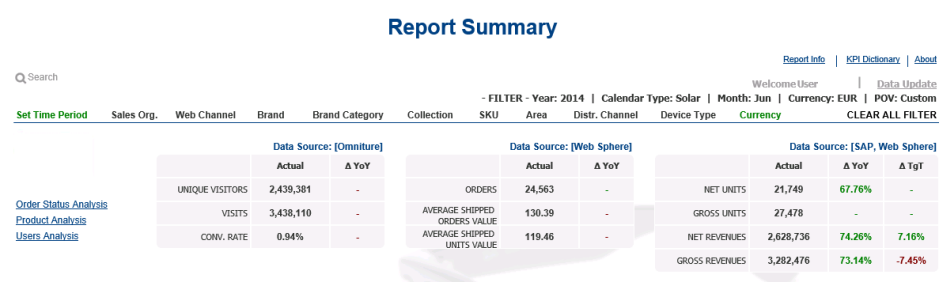 Report Summary
Report Info | KPI Dictionary | About
Search
WelcomeUser | Data Update
- FILTER - Year: 2014 | Calendar Type: Solar | Month: Jun | Currency: EUR | POV: Custom
Set Time Period Sales Org. Web Channel Brand Brand Category Collection SKU Area Distr. Channel Device Type Currency CLEAR ALL FILTER
Data Source: [Omniture]
Actual Δ YoY
UNIQUE VISITORS 2,439,381 -
VISITS 3,438,110 -
CONV. RATE 0.94% -
Data Source: [Web Sphere]
Actual Δ YoY
ORDERS 24,563 -
AVERAGE SHIPPED
ORDERS VALUE 130.39 -
AVERAGE SHIPPED
UNITS VALUE 119.46 -
Data Source: [SAP, Web Sphere]
Actual Δ YoY Δ TgT
NET UNITS 21,749 67.76% -
GROSS UNITS 27,478 - -
NET REVENUES 2,628,736 74.26% 7.16%
GROSS REVENUES 3,282,476 73.14% -7.45%
Order Status Analysis
Product Analysis
Users Analysis